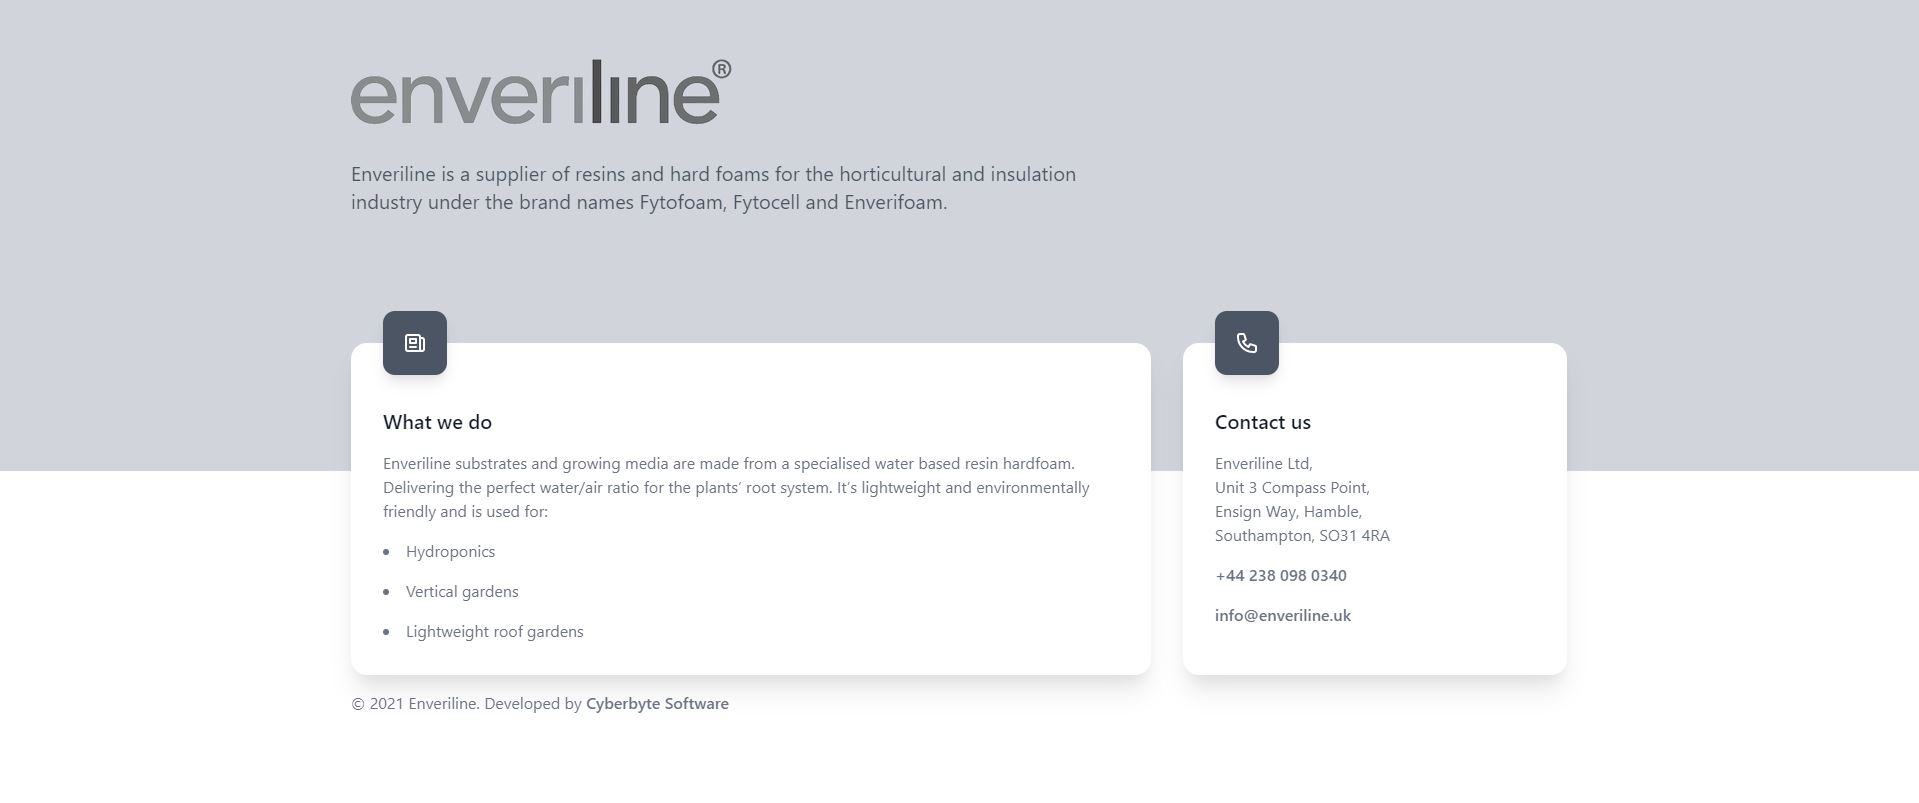 enveriline®
Enveriline is a supplier of resins and hard foams for the horticultural and insulation
industry under the brand names Fytofoam, Fytocell and Enverifoam.
What we do
Enveriline substrates and growing media are made from a specialised water based resin hardfoam.
Delivering the perfect water/air ratio for the plants’ root system. It’s lightweight and environmentally
friendly and is used for:
• Hydroponics
• Vertical gardens
• Lightweight roof gardens
Contact us
Enveriline Ltd,
Unit 3 Compass Point,
Ensign Way, Hamble,
Southampton, SO31 4RA
+44 238 098 0340
info@enveriline.uk
© 2021 Enveriline. Developed by Cyberbyte Software